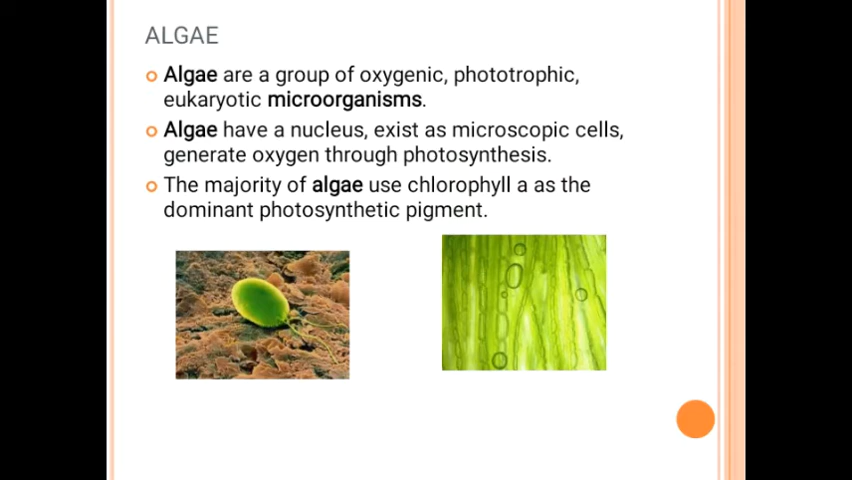 ALGAE
Algae are a group of oxygenic, phototrophic,
eukaryotic microorganisms.
Algae have a nucleus, exist as microscopic cells,
generate oxygen through photosynthesis.
The majority of algae use chlorophyll a as the
dominant photosynthetic pigment.